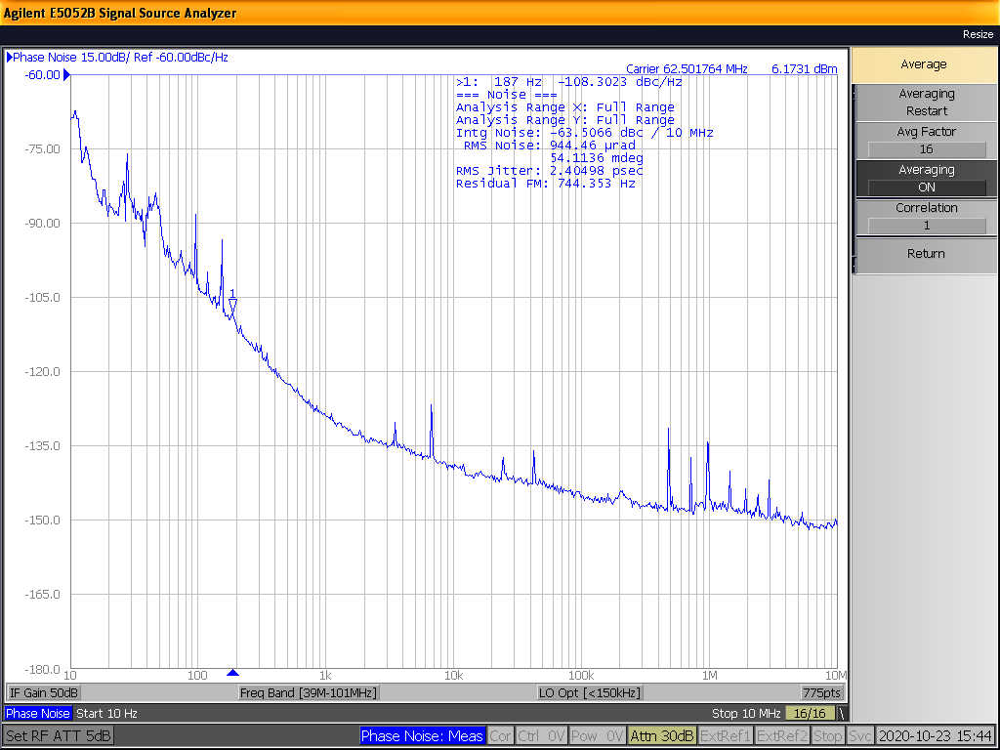 Agilent E5052B Signal Source Analyzer
Resize
Phase Noise 15.00dB/ Ref -60.00dBc/Hz
Carrier 62.501764 MHz 6.1731 dBm
>1: 187 Hz -108.3023 dBc/Hz
=== Noise ===
Analysis Range X: Full Range
Analysis Range Y: Full Range
Intg Noise: -63.5066 dBc / 10 MHz
RMS Noise: 944.46 µrad
54.1136 mdeg
RMS Jitter: 2.40498 psec
Residual FM: 744.353 Hz
-60.00
-75.00
-90.00
-105.0
-120.0
-135.0
-150.0
-165.0
-180.0
1
10 100 1k 10k 100k 1M 10M
IF Gain 50dB Freq Band [39M-101MHz] LO Opt [<150kHz] 775pts
Phase Noise Start 10 Hz Stop 10 MHz 16/16 \
Set RF ATT 5dB Phase Noise: Meas Cor Ctrl 0V Pow 0V Attn 30dB ExtRef1 ExtRef2 Stop Svc 2020-10-23 15:44
Average
Averaging
Restart
Avg Factor
16
Averaging
ON
Correlation
1
Return